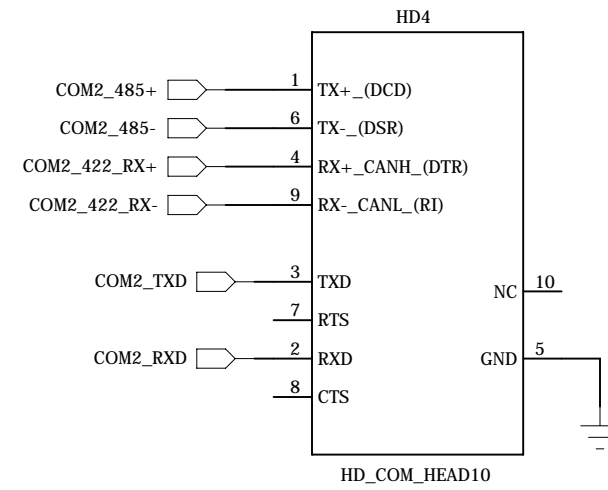 HD4
COM2_485+ 1 TX+_(DCD)
COM2_485- 6 TX-_(DSR)
COM2_422_RX+ 4 RX+_CANH_(DTR)
COM2_422_RX- 9 RX-_CANL_(RI)
COM2_TXD 3 TXD
NC 10
7 RTS
COM2_RXD 2 RXD GND 5
8 CTS
HD_COM_HEAD10